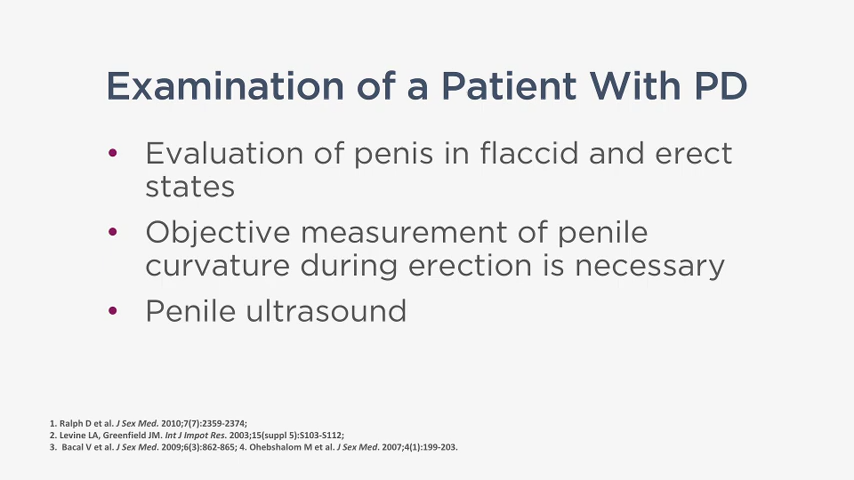 Examination of a Patient With PD
• Evaluation of penis in flaccid and erect
states
• Objective measurement of penile
curvature during erection is necessary
• Penile ultrasound
1. Ralph D et al. J Sex Med. 2010;7(7):2359-2374;
2. Levine LA, Greenfield JM. Int J Impot Res. 2003;15(suppl 5):S103-S112;
3. Bacal V et al. J Sex Med. 2009;6(3):862-865; 4. Ohebshalom M et al. J Sex Med. 2007;4(1):199-203.